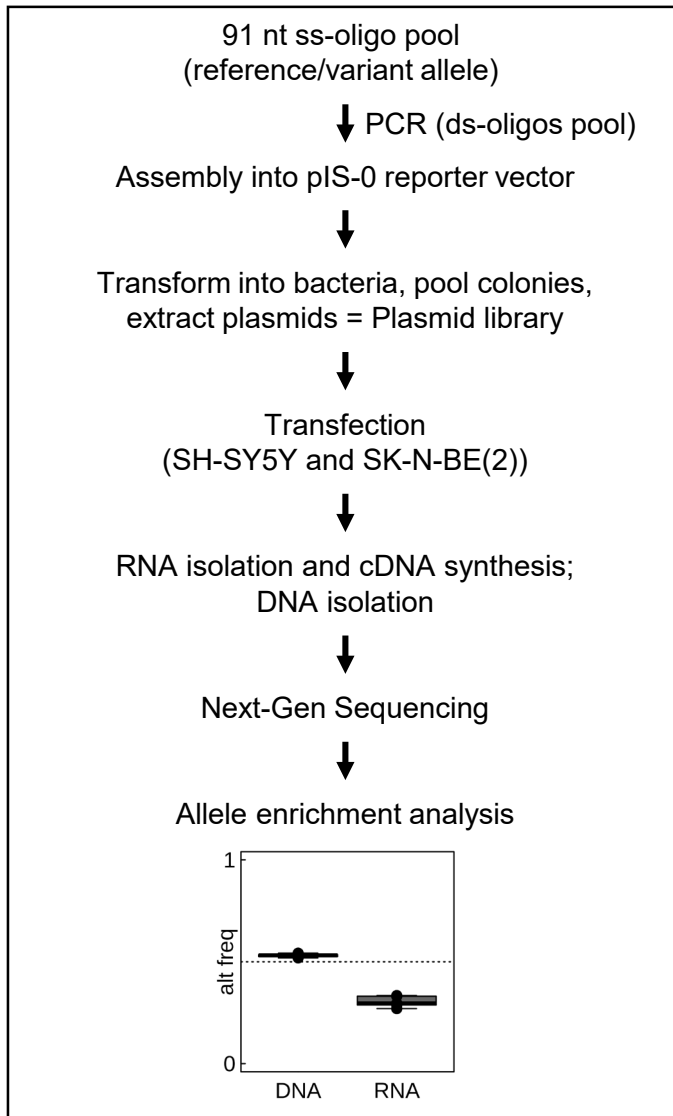 91 nt ss-oligo pool
(reference/variant allele)
PCR (ds-oligos pool)
Assembly into pIS-0 reporter vector
Transform into bacteria, pool colonies,
extract plasmids = Plasmid library
Transfection
(SH-SY5Y and SK-N-BE(2))
RNA isolation and cDNA synthesis;
DNA isolation
Next-Gen Sequencing
Allele enrichment analysis
1
alt freq
0
DNA RNA